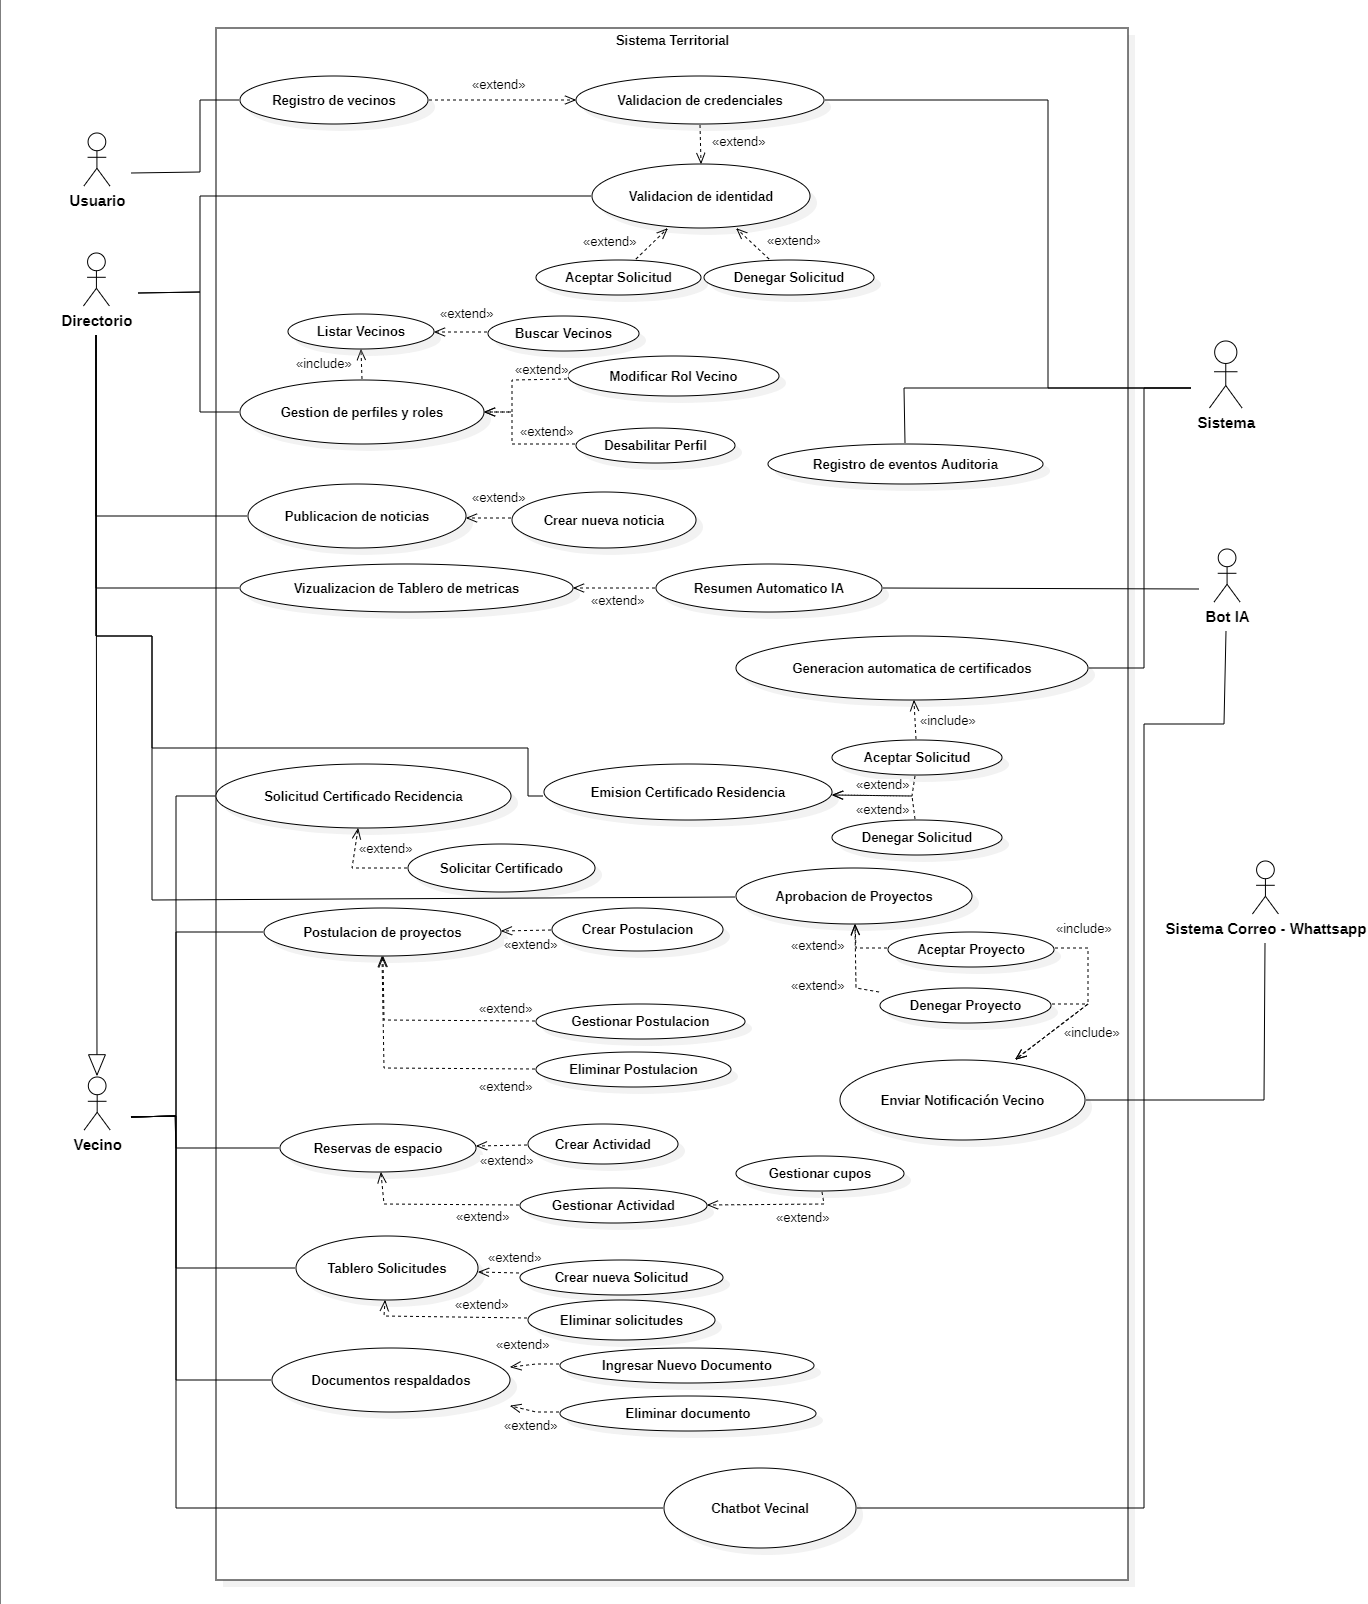 Sistema Territorial
Registro de vecinos
«extend»
Validacion de credenciales
«extend»
Usuario
Validacion de identidad
«extend»
«extend»
Aceptar Solicitud
Denegar Solicitud
Directorio
Listar Vecinos
«extend»
Buscar Vecinos
«include»
«extend»
Modificar Rol Vecino
Gestion de perfiles y roles
«extend»
Desabilitar Perfil
Sistema
Registro de eventos Auditoria
Publicacion de noticias
«extend»
Crear nueva noticia
Vizualizacion de Tablero de metricas
«extend»
Resumen Automatico IA
Bot IA
Generacion automatica de certificados
«include»
Aceptar Solicitud
«extend»
Solicitud Certificado Recidencia
Emision Certificado Residencia
«extend»
Denegar Solicitud
«extend»
Solicitar Certificado
Aprobacion de Proyectos
Postulacion de proyectos
«extend»
Crear Postulacion
«extend»
Aceptar Proyecto
«include»
Sistema Correo - Whattsapp
«extend»
Denegar Proyecto
«extend»
Gestionar Postulacion
«include»
Eliminar Postulacion
«extend»
Enviar Notificación Vecino
Vecino
Reservas de espacio
«extend»
Crear Actividad
Gestionar cupos
Gestionar Actividad
«extend»
«extend»
Tablero Solicitudes
«extend»
Crear nueva Solicitud
«extend»
Eliminar solicitudes
«extend»
Ingresar Nuevo Documento
Documentos respaldados
Eliminar documento
«extend»
Chatbot Vecinal